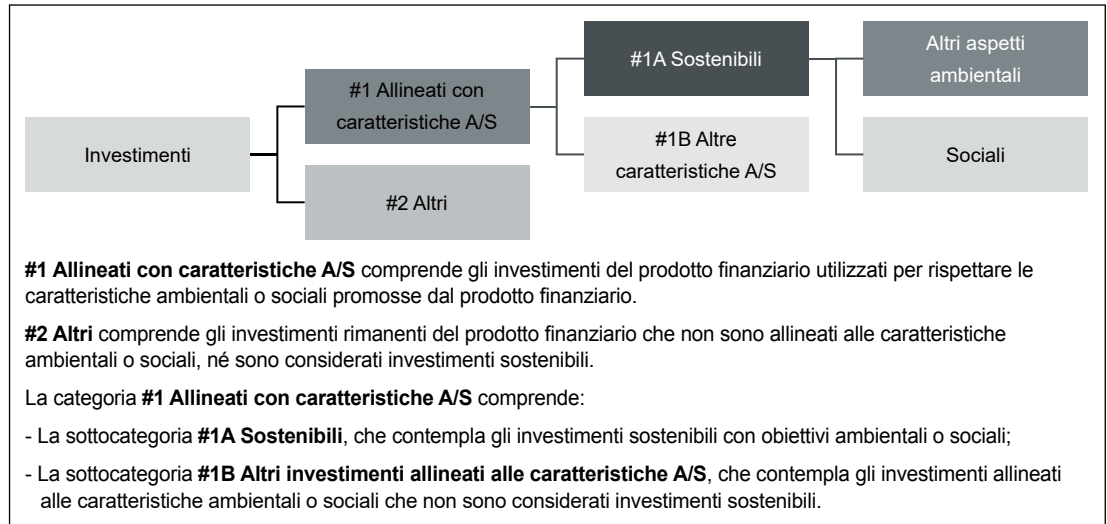 Investimenti
#1 Allineati con
caratteristiche A/S
#2 Altri
#1A Sostenibili
#1B Altre
caratteristiche A/S
Altri aspetti
ambientali
Sociali
#1 Allineati con caratteristiche A/S comprende gli investimenti del prodotto finanziario utilizzati per rispettare le
caratteristiche ambientali o sociali promosse dal prodotto finanziario.
#2 Altri comprende gli investimenti rimanenti del prodotto finanziario che non sono allineati alle caratteristiche
ambientali o sociali, né sono considerati investimenti sostenibili.
La categoria #1 Allineati con caratteristiche A/S comprende:
- La sottocategoria #1A Sostenibili, che contempla gli investimenti sostenibili con obiettivi ambientali o sociali;
- La sottocategoria #1B Altri investimenti allineati alle caratteristiche A/S, che contempla gli investimenti allineati
alle caratteristiche ambientali o sociali che non sono considerati investimenti sostenibili.